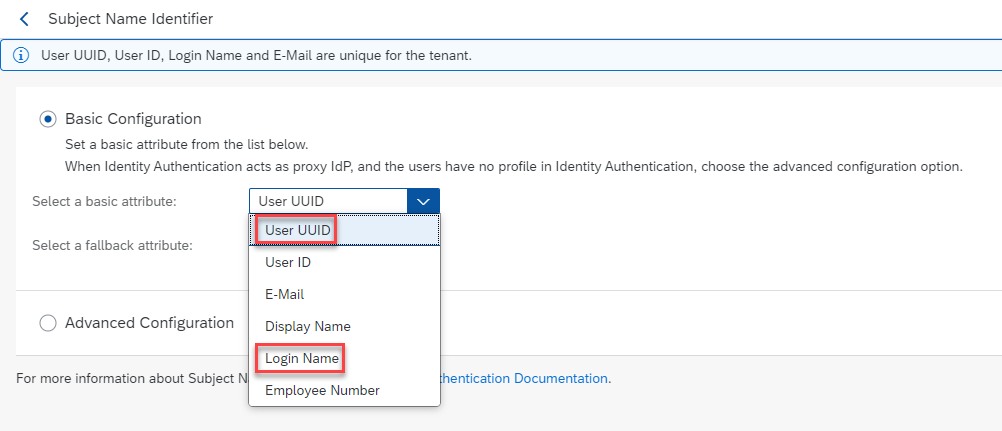 Subject Name Identifier
User UUID, User ID, Login Name and E-Mail are unique for the tenant.
Basic Configuration
Set a basic attribute from the list below.
When Identity Authentication acts as proxy IdP, and the users have no profile in Identity Authentication, choose the advanced configuration option.
Select a basic attribute: User UUID
User UUID
Select a fallback attribute:
User ID
E-Mail
Advanced Configuration
Display Name
Login Name
For more information about Subject hentication Documentation.
Employee Number